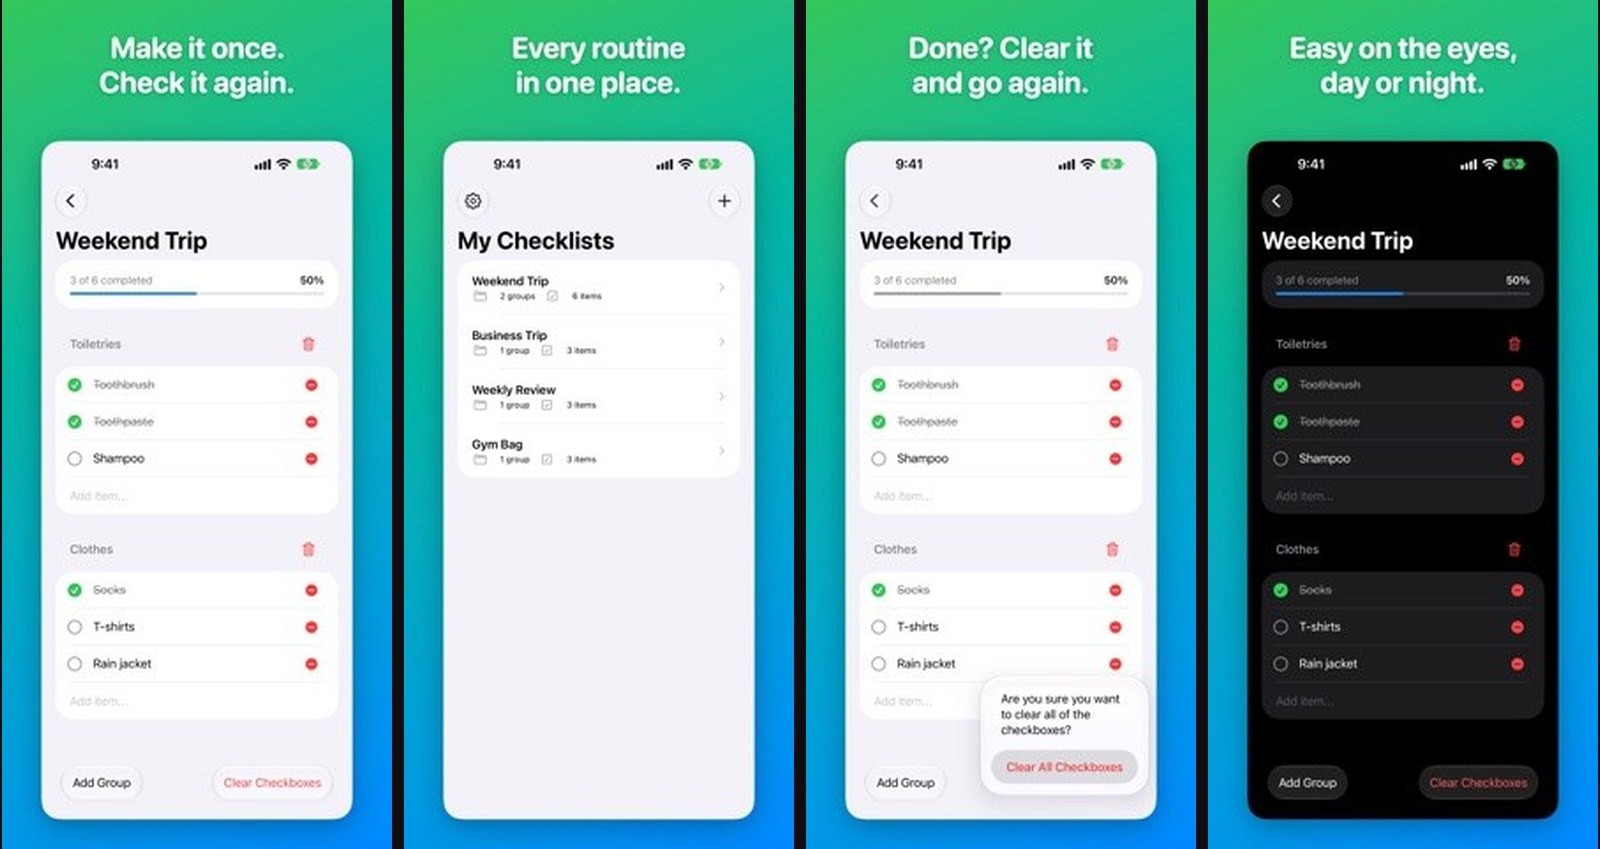 Make it once.
Check it again.
9:41
Weekend Trip
3 of 6 completed 50%
Toiletries
Toothbrush
Toothpaste
Shampoo
Add item...
Clothes
Socks
T-shirts
Rain jacket
Add item...
Add Group Clear Checkboxes
Every routine
in one place.
9:41
My Checklists
Weekend Trip
2 groups 6 items
Business Trip
1 group 3 items
Weekly Review
1 group 3 items
Gym Bag
1 group 3 items
Done? Clear it
and go again.
9:41
Weekend Trip
3 of 6 completed 50%
Toiletries
Toothbrush
Toothpaste
Shampoo
Add item...
Clothes
Socks
T-shirts
Rain jacket
Add item...
Are you sure you want
to clear all of the
checkboxes?
Clear All Checkboxes
Add Group
Easy on the eyes,
day or night.
9:41
Weekend Trip
3 of 6 completed 50%
Toiletries
Toothbrush
Toothpaste
Shampoo
Add item...
Clothes
Socks
T-shirts
Rain jacket
Add item...
Add Group Clear Checkboxes